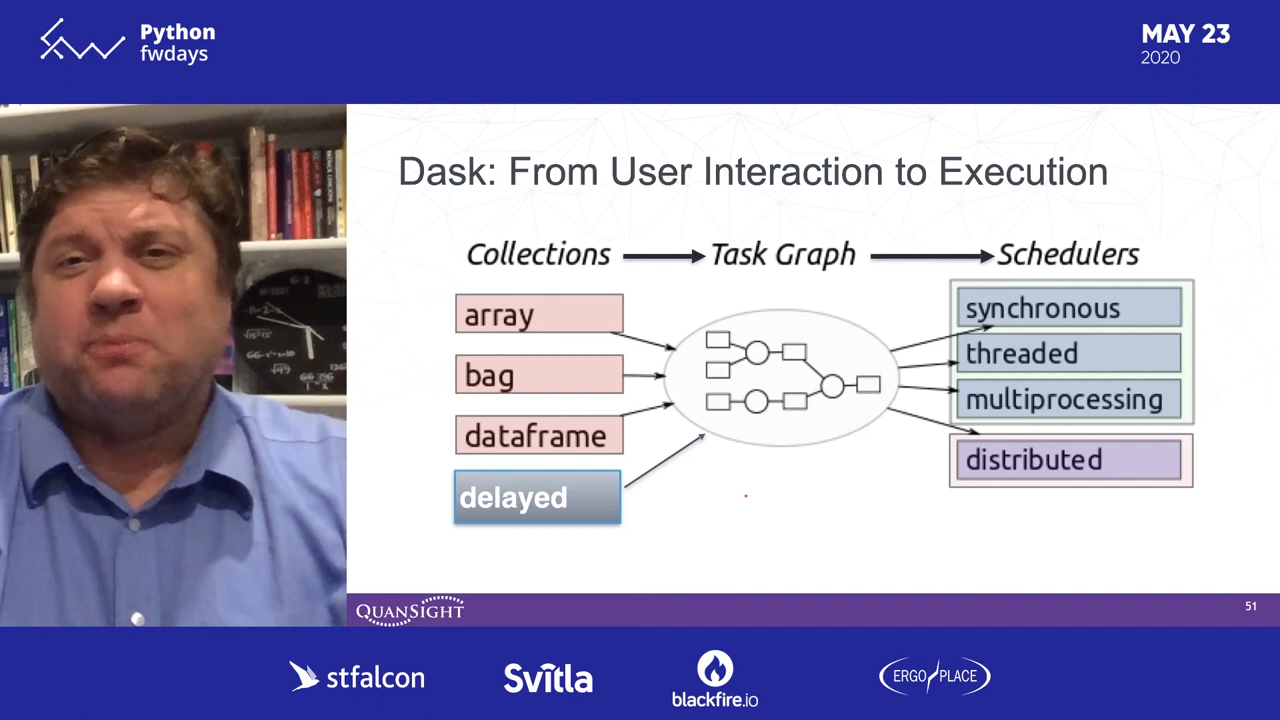 Python
fwdays
MAY 23
2020
Dask: From User Interaction to Execution
Collections
Task Graph
Schedulers
array
bag
dataframe
delayed
synchronous
threaded
multiprocessing
distributed
QUANSIGHT
51
stfalcon
Svitla
blackfire.io
ERGO PLACE